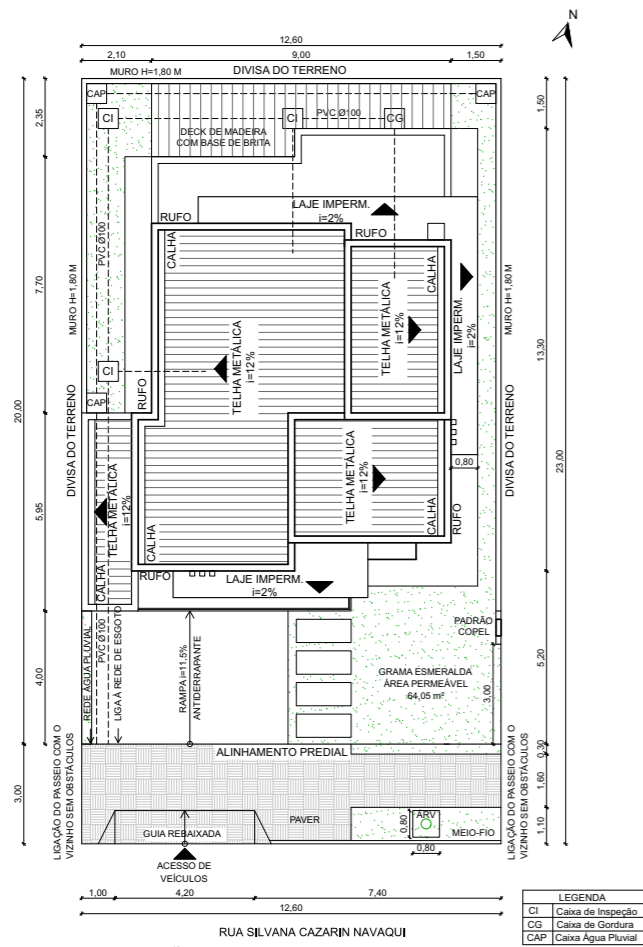 N
12,60
2,10
9,00
1,50
MURO H=1,80 M
DIVISA DO TERRENO
CAP
CAP
CI
PVC Ø100
CI
CG
DECK DE MADEIRA
COM BASE DE BRITA
2,35
1,50
LAJE IMPERM.
i=2%
RUFO
RUFO
CALHA
CALHA
PVC Ø100
MURO H=1,80 M
MURO H=1,80 M
TELHA METÁLICA
i=12%
TELHA METÁLICA
i=12%
LAJE IMPERM.
i=2%
7,70
13,30
CI
CAP
RUFO
20,00
23,00
DIVISA DO TERRENO
DIVISA DO TERRENO
TELHA METÁLICA
i=12%
TELHA METÁLICA
i=12%
0,80
5,95
CALHA
CALHA
CALHA
RUFO
RUFO
LAJE IMPERM.
i=2%
PADRÃO
COPEL
REDE ÁGUA PLUVIAL
PVC Ø100
LIGA À REDE DE ESGOTO
RAMPA i=11,5%
ANTIDERRAPANTE
GRAMA ESMERALDA
ÁREA PERMEÁVEL
64,05 m²
3,00
4,00
5,20
ALINHAMENTO PREDIAL
0,30
3,00
1,60
1,10
LIGAÇÃO DO PASSEIO COM O
VIZINHO SEM OBSTÁCULOS
LIGAÇÃO DO PASSEIO COM O
VIZINHO SEM OBSTÁCULOS
GUIA REBAIXADA
PAVER
0,80
ARV
MEIO-FIO
0,80
ACESSO DE
VEÍCULOS
1,00
4,20
7,40
12,60
RUA SILVANA CAZARIN NAVAQUI
LEGENDA
CI Caixa de Inspeção
CG Caixa de Gordura
CAP Caixa Água Pluvial